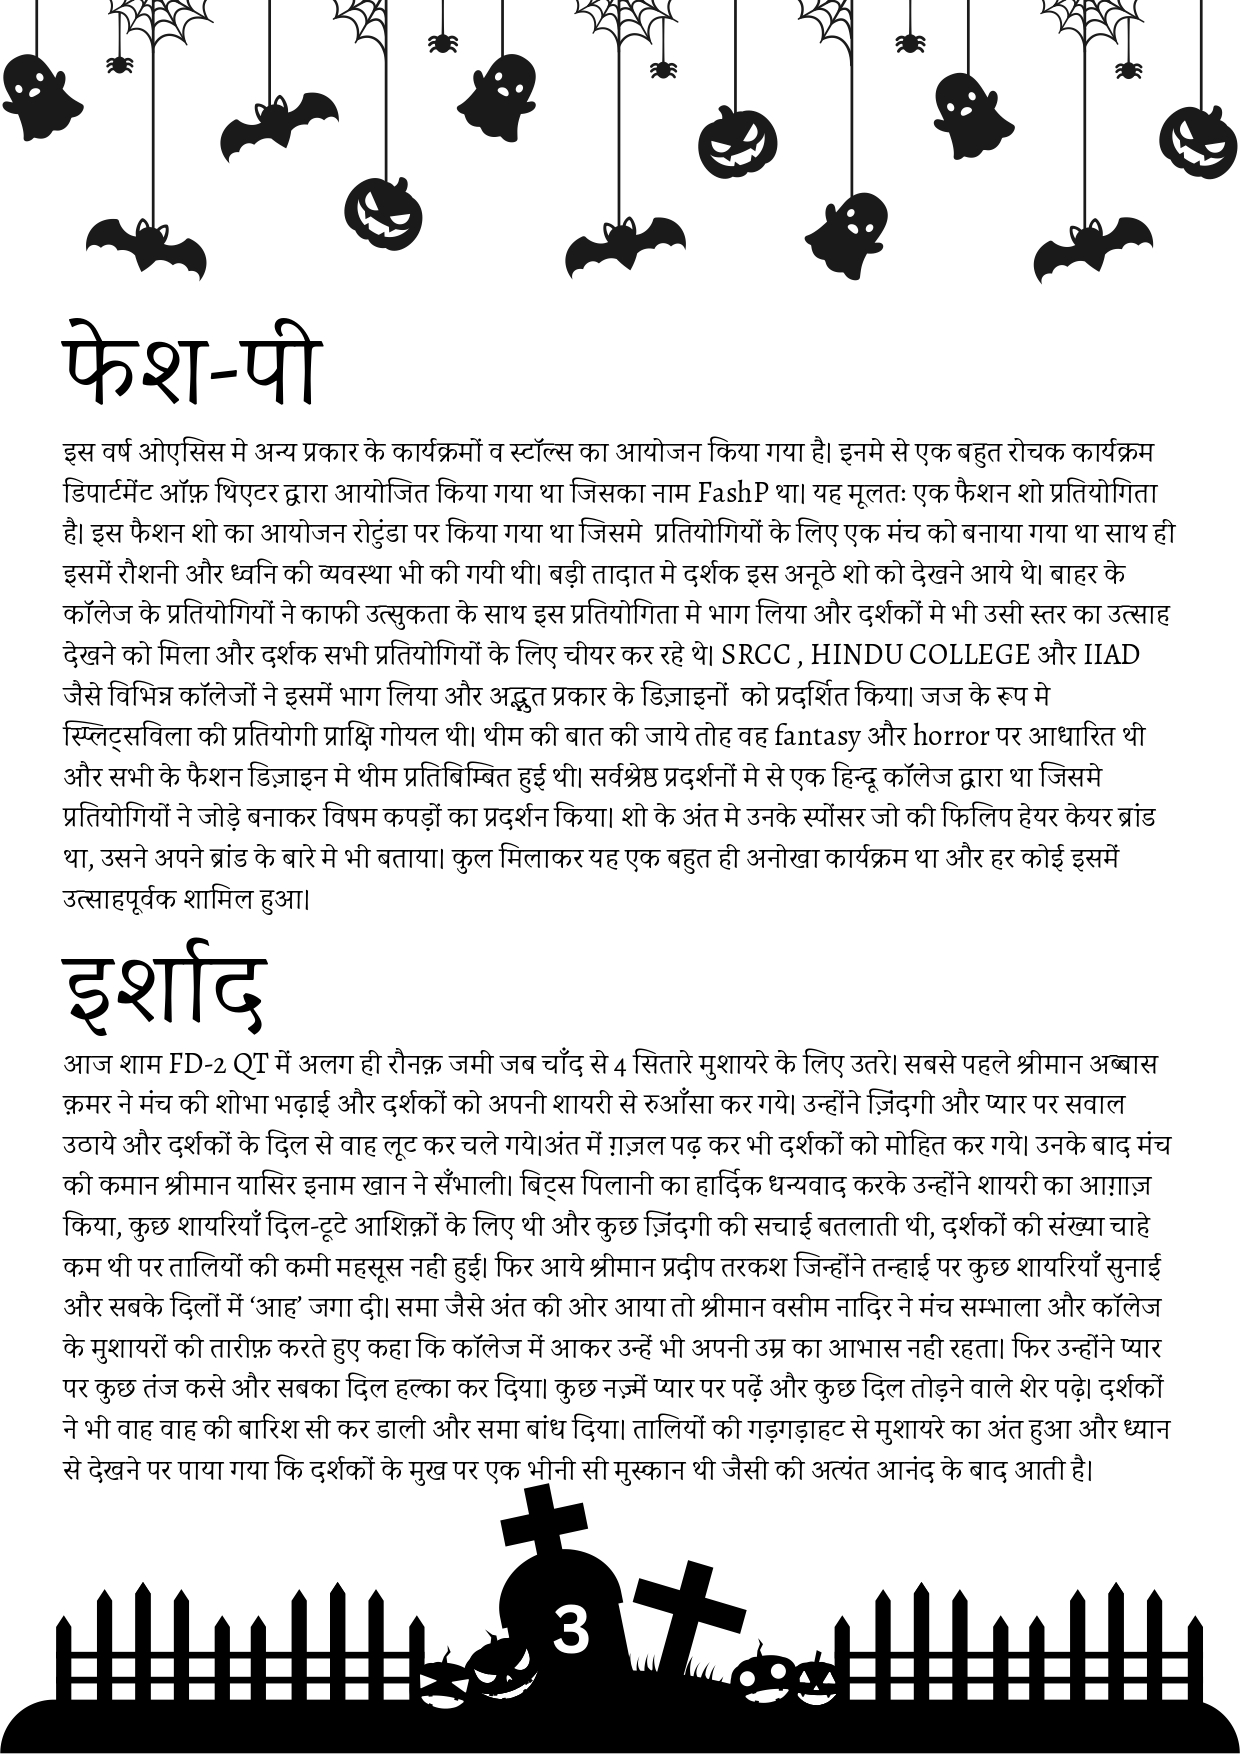 फेश-पी
इस वर्ष ओएसिस मे अन्य प्रकार के कार्यक्रमों व स्टॉल्स का आयोजन किया गया है। इनमे से एक बहुत रोचक कार्यक्रम
डिपार्टमेंट ऑफ़ थिएटर द्वारा आयोजित किया गया था जिसका नाम FashP था। यह मूलतः एक फैशन शो प्रतियोगिता
है। इस फैशन शो का आयोजन रोटुंडा पर किया गया था जिसमे प्रतियोगियों के लिए एक मंच को बनाया गया था साथ ही
इसमें रौशनी और ध्वनि की व्यवस्था भी की गयी थी। बड़ी तादात मे दर्शक इस अनूठे शो को देखने आये थे। बाहर के
कॉलेज के प्रतियोगियों ने काफी उत्सुकता के साथ इस प्रतियोगिता मे भाग लिया और दर्शकों मे भी उसी स्तर का उत्साह
देखने को मिला और दर्शक सभी प्रतियोगियों के लिए चीयर कर रहे थे। SRCC , HINDU COLLEGE और IIAD
जैसे विभिन्न कॉलेजों ने इसमें भाग लिया और अद्भुत प्रकार के डिज़ाइनों को प्रदर्शित किया। जज के रूप मे
स्प्लिट्सविला की प्रतियोगी प्राक्षि गोयल थी। थीम की बात की जाये तोह वह fantasy और horror पर आधारित थी
और सभी के फैशन डिज़ाइन मे थीम प्रतिबिम्बित हुई थी। सर्वश्रेष्ठ प्रदर्शनों मे से एक हिन्दू कॉलेज द्वारा था जिसमे
प्रतियोगियों ने जोड़े बनाकर विषम कपड़ों का प्रदर्शन किया। शो के अंत मे उनके स्पोंसर जो की फिलिप हेयर केयर ब्रांड
था, उसने अपने ब्रांड के बारे मे भी बताया। कुल मिलाकर यह एक बहुत ही अनोखा कार्यक्रम था और हर कोई इसमें
उत्साहपूर्वक शामिल हुआ।
इर्शाद
आज शाम FD-2 QT में अलग ही रौनक़ जमी जब चाँद से 4 सितारे मुशायरे के लिए उतरे। सबसे पहले श्रीमान अब्बास
क़मर ने मंच की शोभा भढ़ाई और दर्शकों को अपनी शायरी से रुआँसा कर गये। उन्होंने ज़िंदगी और प्यार पर सवाल
उठाये और दर्शकों के दिल से वाह लूट कर चले गये।अंत में ग़ज़ल पढ़ कर भी दर्शकों को मोहित कर गये। उनके बाद मंच
की कमान श्रीमान यासिर इनाम खान ने सँभाली। बिट्स पिलानी का हार्दिक धन्यवाद करके उन्होंने शायरी का आग़ाज़
किया, कुछ शायरियाँ दिल-टूटे आशिक़ों के लिए थी और कुछ ज़िंदगी की सचाई बतलाती थी, दर्शकों की संख्या चाहे
कम थी पर तालियों की कमी महसूस नहीं हुई। फिर आये श्रीमान प्रदीप तरकश जिन्होंने तन्हाई पर कुछ शायरियाँ सुनाई
और सबके दिलों में ‘आह’ जगा दी। समा जैसे अंत की ओर आया तो श्रीमान वसीम नादिर ने मंच सम्भाला और कॉलेज
के मुशायरों की तारीफ़ करते हुए कहा कि कॉलेज में आकर उन्हें भी अपनी उम्र का आभास नहीं रहता। फिर उन्होंने प्यार
पर कुछ तंज कसे और सबका दिल हल्का कर दिया। कुछ नज़्में प्यार पर पढ़ें और कुछ दिल तोड़ने वाले शेर पढ़े। दर्शकों
ने भी वाह वाह की बारिश सी कर डाली और समा बांध दिया। तालियों की गड़गड़ाहट से मुशायरे का अंत हुआ और ध्यान
से देखने पर पाया गया कि दर्शकों के मुख पर एक भीनी सी मुस्कान थी जैसी की अत्यंत आनंद के बाद आती है।
3